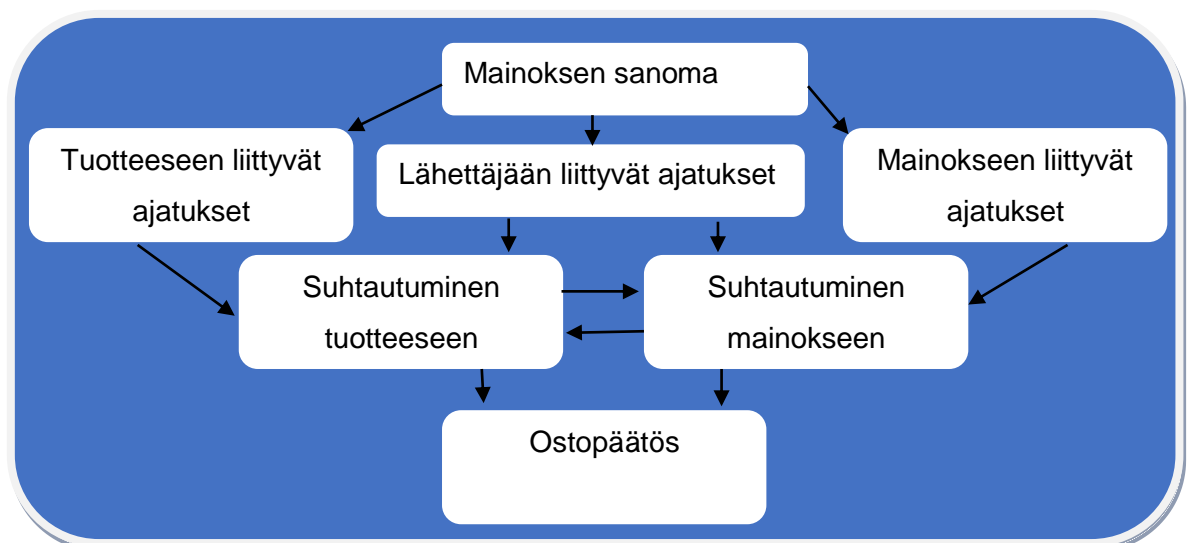 Mainoksen sanoma
Tuotteeseen liittyvät
ajatukset
Lähettäjään liittyvät ajatukset
Mainokseen liittyvät
ajatukset
Suhtautuminen
tuotteeseen
Suhtautuminen
mainokseen
Ostopäätös